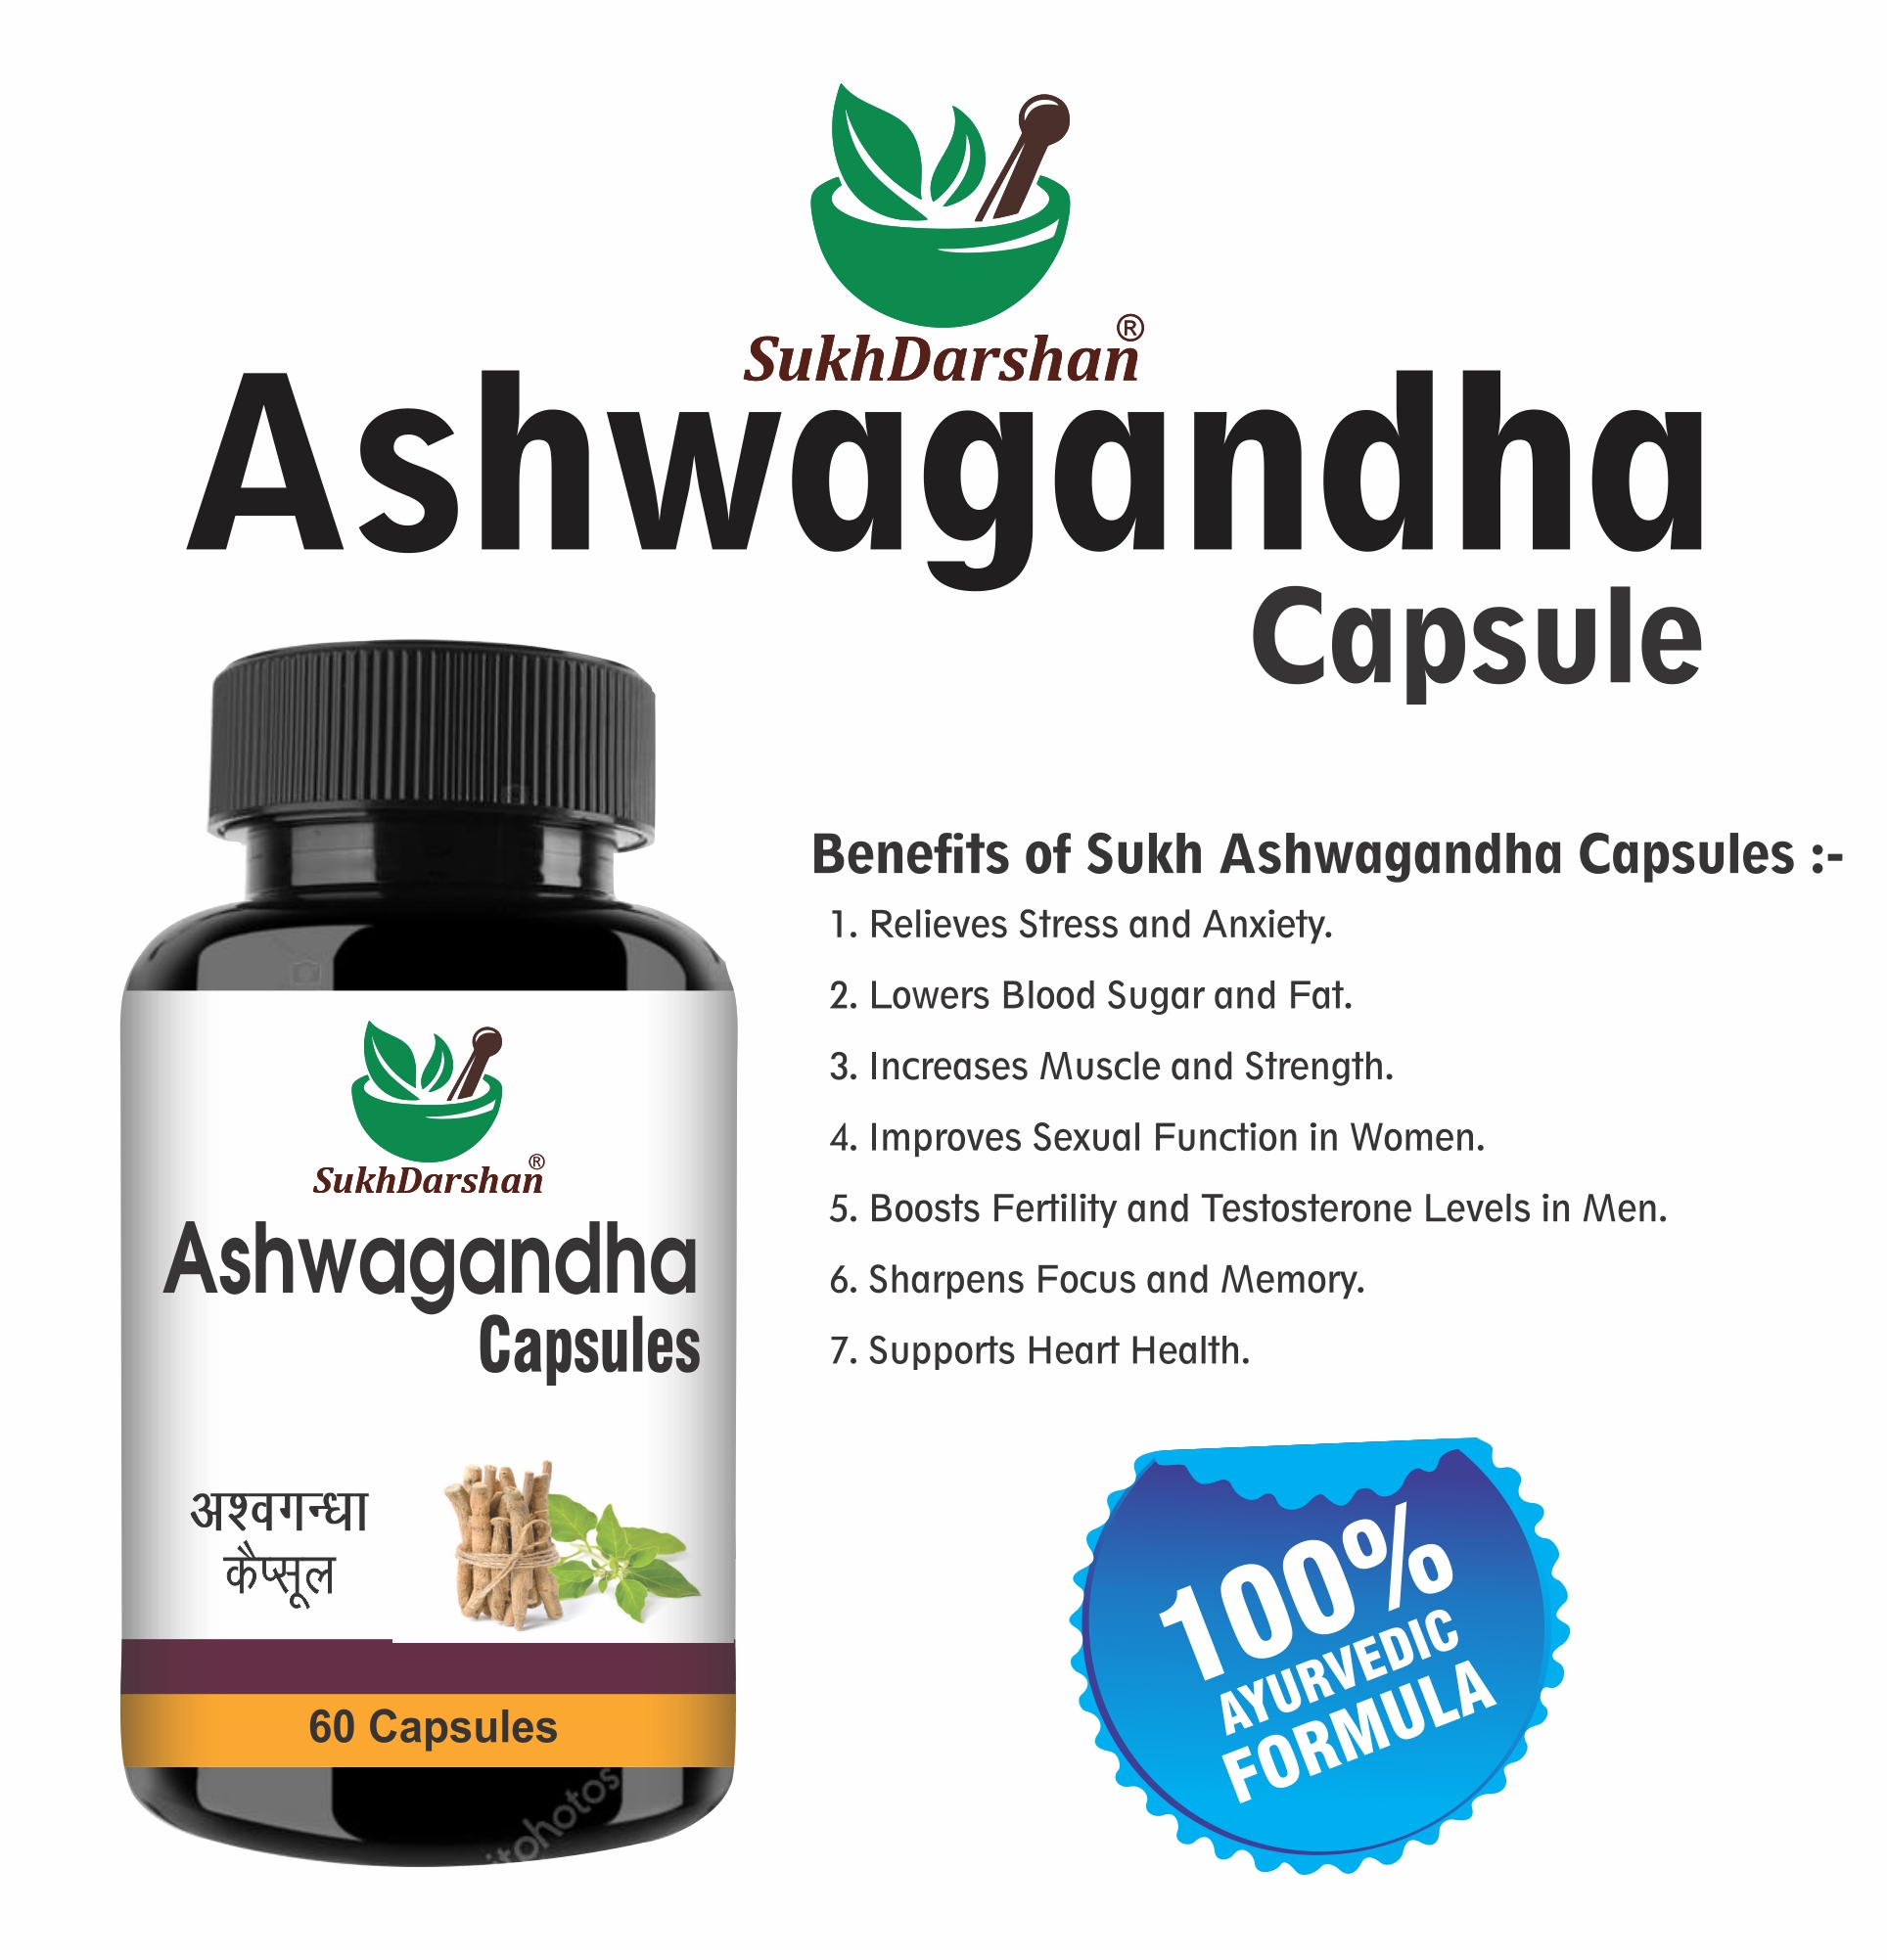 SukhDarshan®
Ashwagandha
Capsule
Benefits of Sukh Ashwagandha Capsules :-
1. Relieves Stress and Anxiety.
2. Lowers Blood Sugar and Fat.
3. Increases Muscle and Strength.
4. Improves Sexual Function in Women.
5. Boosts Fertility and Testosterone Levels in Men.
6. Sharpens Focus and Memory.
7. Supports Heart Health.
SukhDarshan®
Ashwagandha
Capsules
अश्वगन्धा
कैप्सूल
60 Capsules
100%
AYURVEDIC
FORMULA